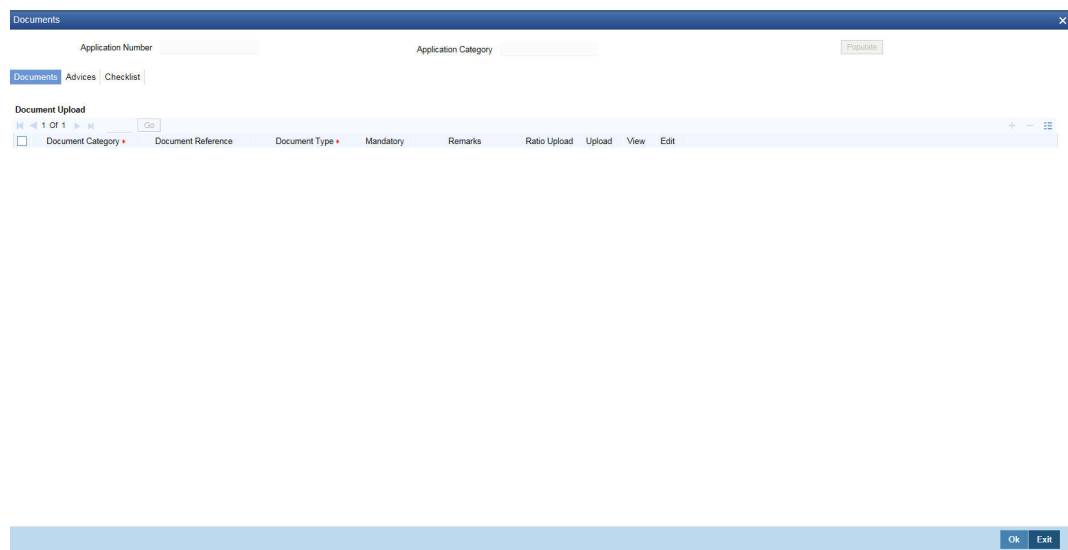 Documents
Application Number Application Category Populate
Documents Advices Checklist
Document Upload
1 Of 1 Go
Document Category * Document Reference Document Type * Mandatory Remarks Ratio Upload Upload View Edit
Ok Exit